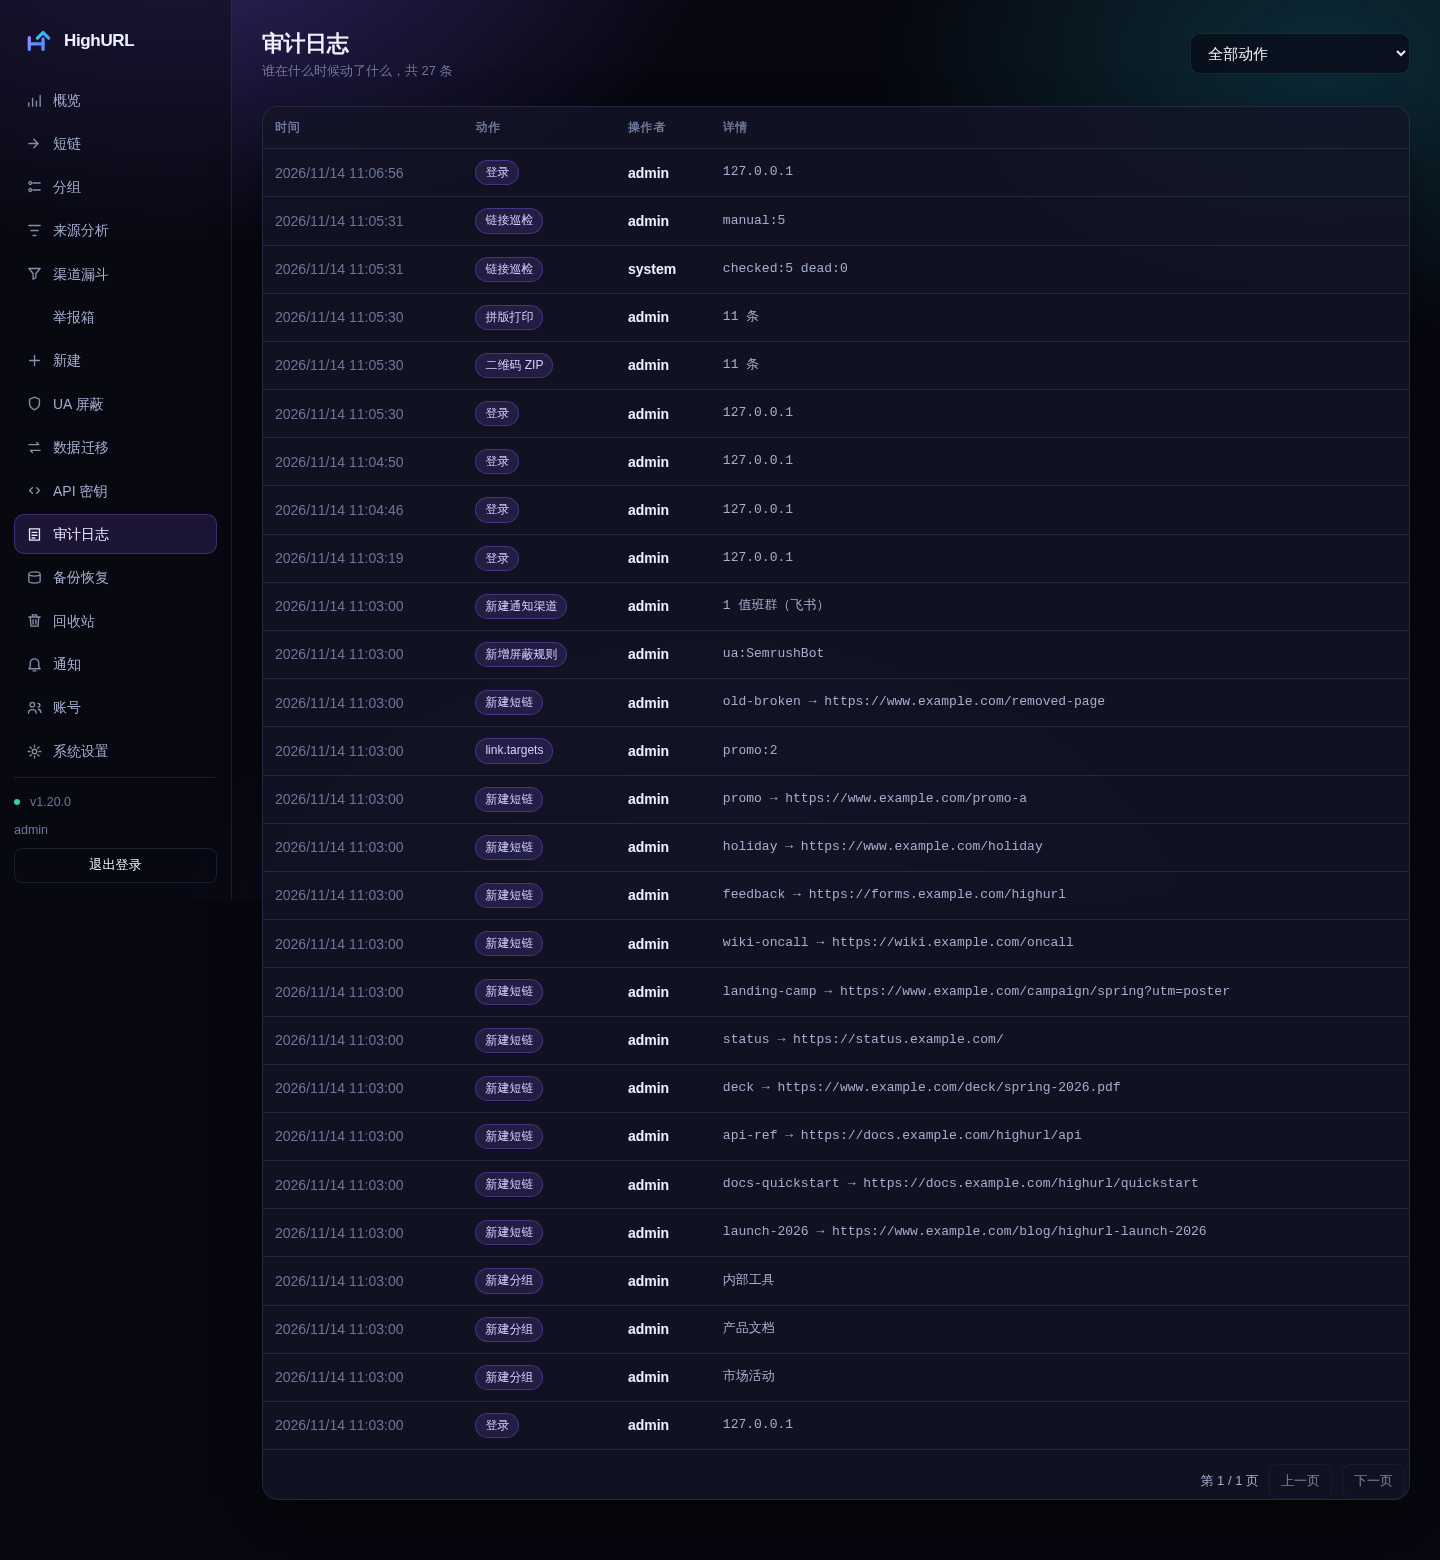 HighURL
概览
短链
分组
来源分析
渠道漏斗
举报箱
新建
UA 屏蔽
数据迁移
API 密钥
审计日志
备份恢复
回收站
通知
账号
系统设置
v1.20.0
admin
退出登录
审计日志
谁在什么时候动了什么，共 27 条
全部动作
时间 动作 操作者 详情
2026/11/14 11:06:56 登录 admin 127.0.0.1
2026/11/14 11:05:31 链接巡检 admin manual:5
2026/11/14 11:05:31 链接巡检 system checked:5 dead:0
2026/11/14 11:05:30 拼版打印 admin 11 条
2026/11/14 11:05:30 二维码 ZIP admin 11 条
2026/11/14 11:05:30 登录 admin 127.0.0.1
2026/11/14 11:04:50 登录 admin 127.0.0.1
2026/11/14 11:04:46 登录 admin 127.0.0.1
2026/11/14 11:03:19 登录 admin 127.0.0.1
2026/11/14 11:03:00 新建通知渠道 admin 1 值班群（飞书）
2026/11/14 11:03:00 新增屏蔽规则 admin ua:SemrushBot
2026/11/14 11:03:00 新建短链 admin old-broken → https://www.example.com/removed-page
2026/11/14 11:03:00 link.targets admin promo:2
2026/11/14 11:03:00 新建短链 admin promo → https://www.example.com/promo-a
2026/11/14 11:03:00 新建短链 admin holiday → https://www.example.com/holiday
2026/11/14 11:03:00 新建短链 admin feedback → https://forms.example.com/highurl
2026/11/14 11:03:00 新建短链 admin wiki-oncall → https://wiki.example.com/oncall
2026/11/14 11:03:00 新建短链 admin landing-camp → https://www.example.com/campaign/spring?utm=poster
2026/11/14 11:03:00 新建短链 admin status → https://status.example.com/
2026/11/14 11:03:00 新建短链 admin deck → https://www.example.com/deck/spring-2026.pdf
2026/11/14 11:03:00 新建短链 admin api-ref → https://docs.example.com/highurl/api
2026/11/14 11:03:00 新建短链 admin docs-quickstart → https://docs.example.com/highurl/quickstart
2026/11/14 11:03:00 新建短链 admin launch-2026 → https://www.example.com/blog/highurl-launch-2026
2026/11/14 11:03:00 新建分组 admin 内部工具
2026/11/14 11:03:00 新建分组 admin 产品文档
2026/11/14 11:03:00 新建分组 admin 市场活动
2026/11/14 11:03:00 登录 admin 127.0.0.1
第 1 / 1 页 上一页 下一页